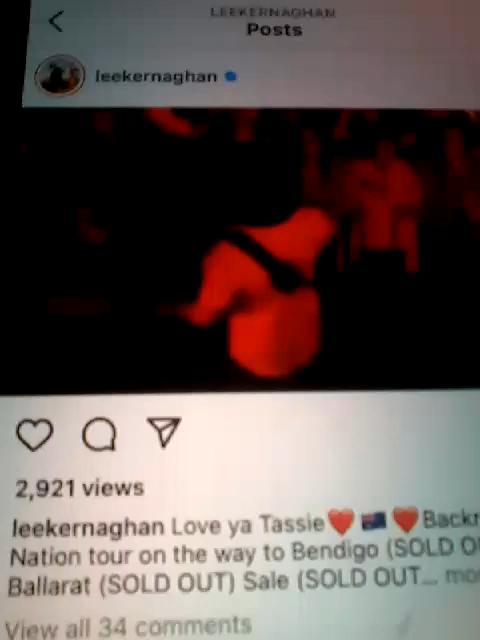 LEEKERNAGHAN
Posts
leekernaghan
2,921 views
leekernaghan Love ya Tassie❤️ 🇦🇺 ❤️
Nation tour on the way to Bendigo (SOLD
Ballarat (SOLD OUT) Sale (SOLD OUT...
View all 34 comments